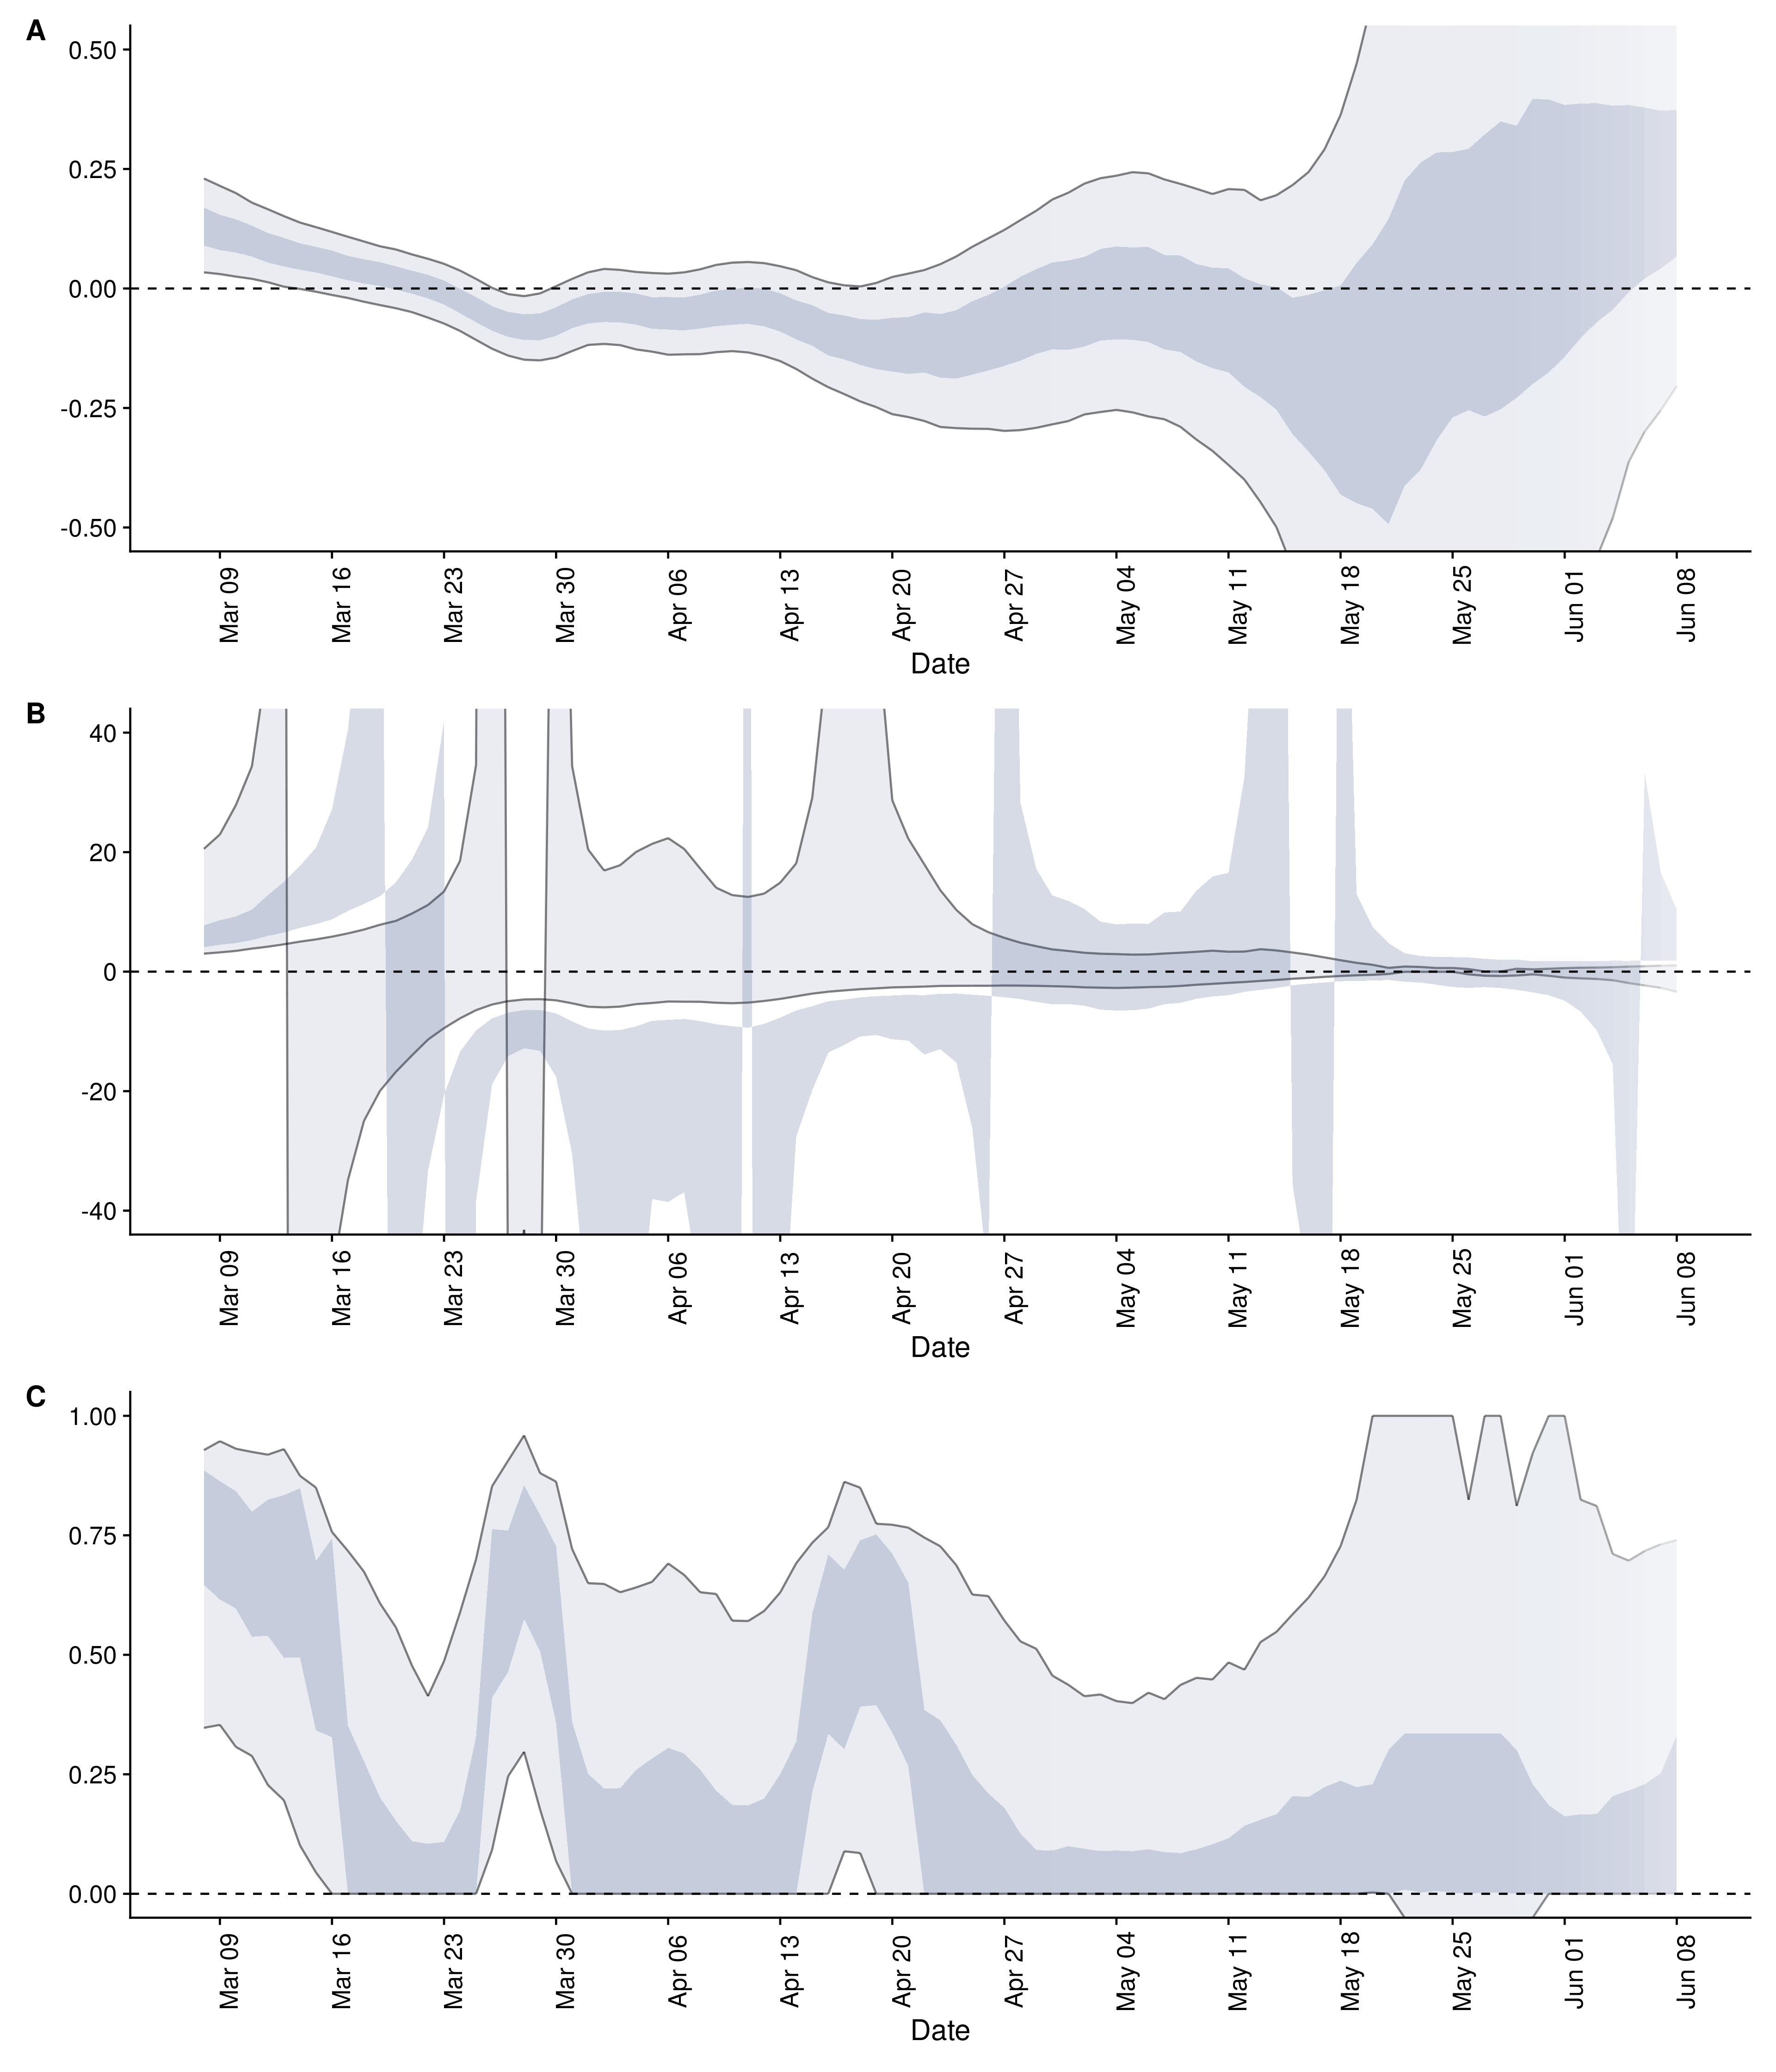 A
0.50
0.25
0.00
-0.25
-0.50
Mar 09
Mar 16
Mar 23
Mar 30
Apr 06
Apr 13
Apr 20
Apr 27
May 04
May 11
May 18
May 25
Jun 01
Jun 08
Date
B
40
20
0
-20
-40
Mar 09
Mar 16
Mar 23
Mar 30
Apr 06
Apr 13
Apr 20
Apr 27
May 04
May 11
May 18
May 25
Jun 01
Jun 08
Date
C
1.00
0.75
0.50
0.25
0.00
Mar 09
Mar 16
Mar 23
Mar 30
Apr 06
Apr 13
Apr 20
Apr 27
May 04
May 11
May 18
May 25
Jun 01
Jun 08
Date